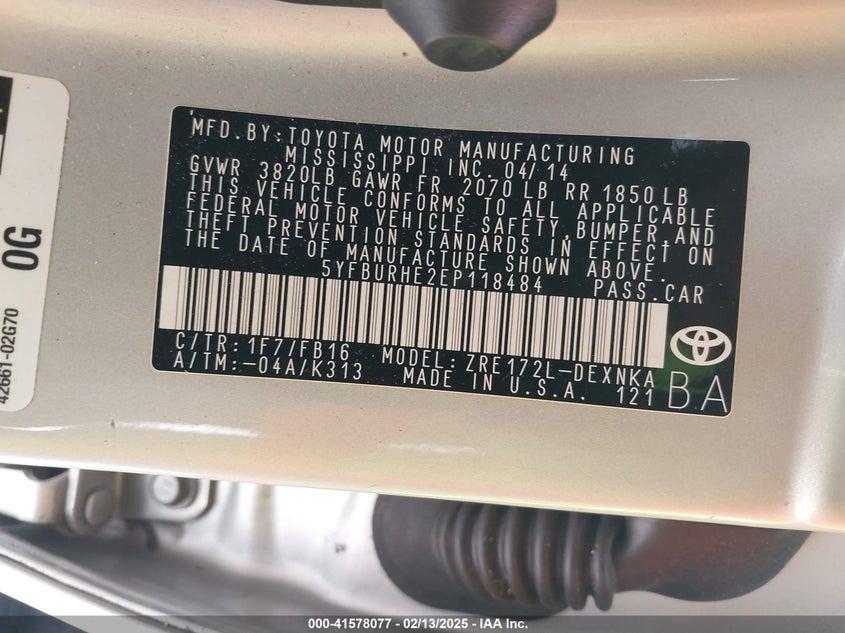 MFD.BY:TOYOTA MOTOR MANUFACTURING
MISSISSIPPI INC. 04/14
GVWR 3820LB GAWR FR 2070 LB RR 1850 LB
THIS VEHICLE CONFORMS TO ALL APPLICABLE
FEDERAL MOTOR VEHICLE SAFETY, BUMPER, AND
THEFT PREVENTION STANDARDS IN EFFECT ON
THE DATE OF MANUFACTURE SHOWN ABOVE.
5YFBURHE2EP118484 PASS.CAR
C/TR: 1F7/FB16 MODEL: ZRE172L-DEXNKA
A/TM:-04A/K313 MADE IN U.S.A. 121
BA
0G
42661-02G70
000-41578077 - 02/13/2025 - IAA Inc.